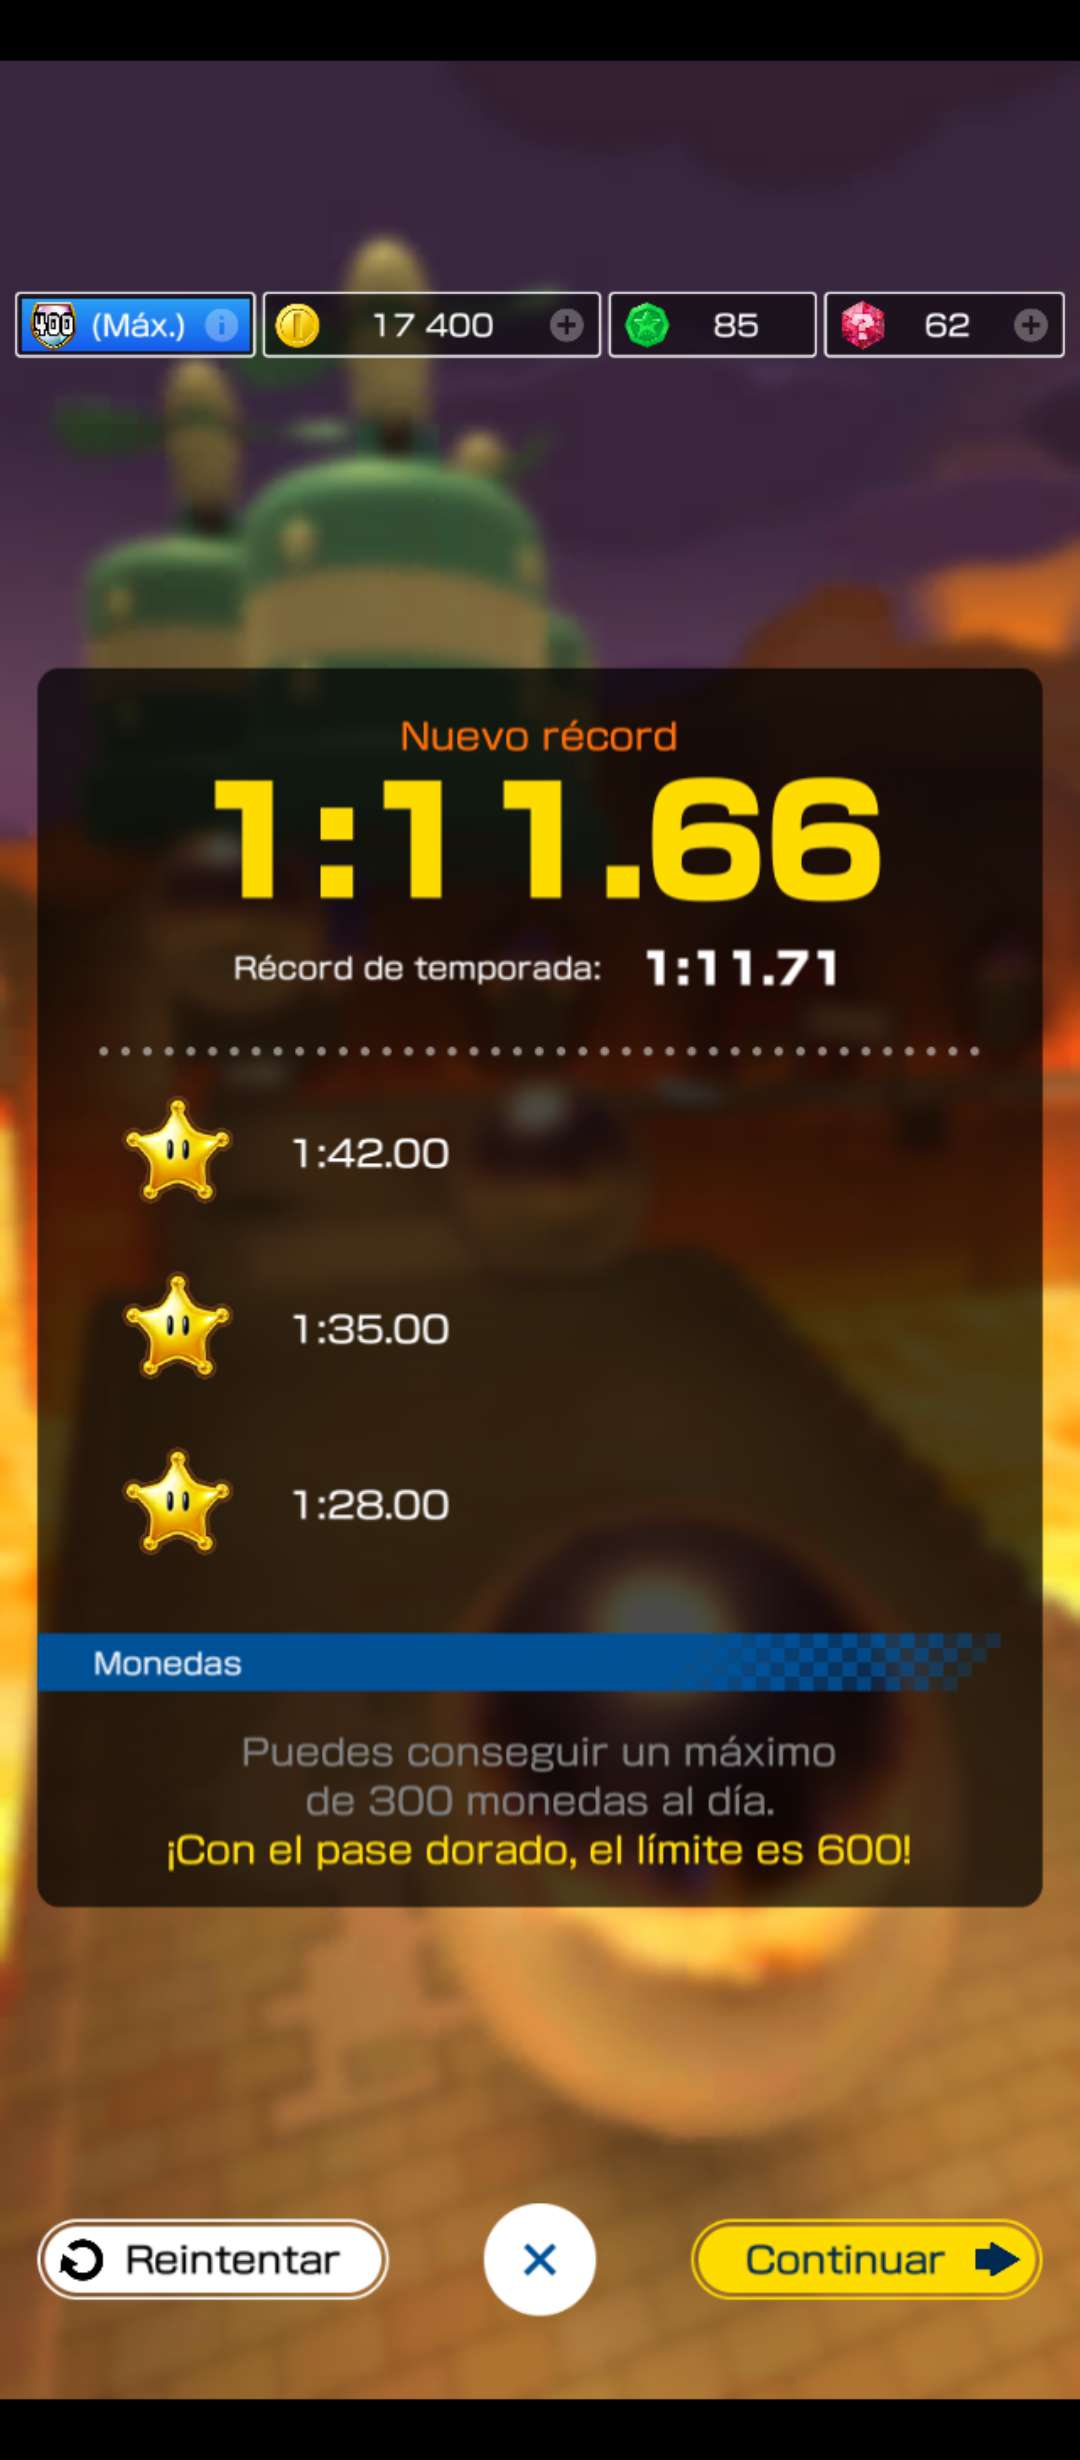 400 (Máx.) i 17 400 + 85 ? 62 +
Nuevo récord
1:11.66
Récord de temporada: 1:11.71
1:42.00
1:35.00
1:28.00
Monedas
Puedes conseguir un máximo
de 300 monedas al día.
¡Con el pase dorado, el límite es 600!
Reintentar × Continuar